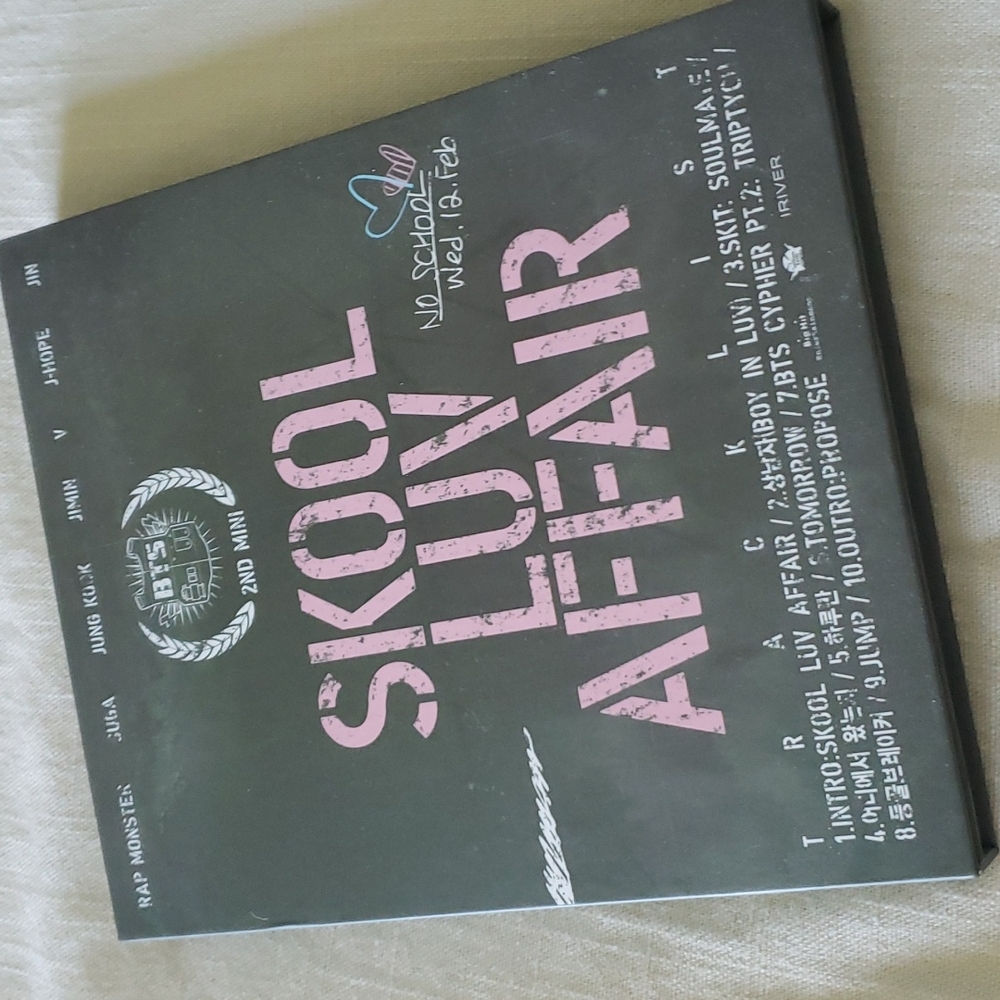 RAP MONSTER SUGA JUNG KOOK JIMIN V J-HOPE JIN
BTS
2ND MINI
SKOOL
LUV
AFFAIR
NO SCHOOL
Wed. 12. Feb
T R A C K L I S T
1.INTRO:SKOOL LUV AFFAIR / 2.상남자(BOY IN LUV) / 3.SKIT: SOULMATE /
4.어디에서 왔는지 / 5.하루만 / 6.TOMORROW / 7.BTS CYPHER PT.2: TRIPTYCH /
8.등골브레이커 / 9.JUMP / 10.OUTRO:PROPOSE
Big Hit
Entertainment
IRIVER